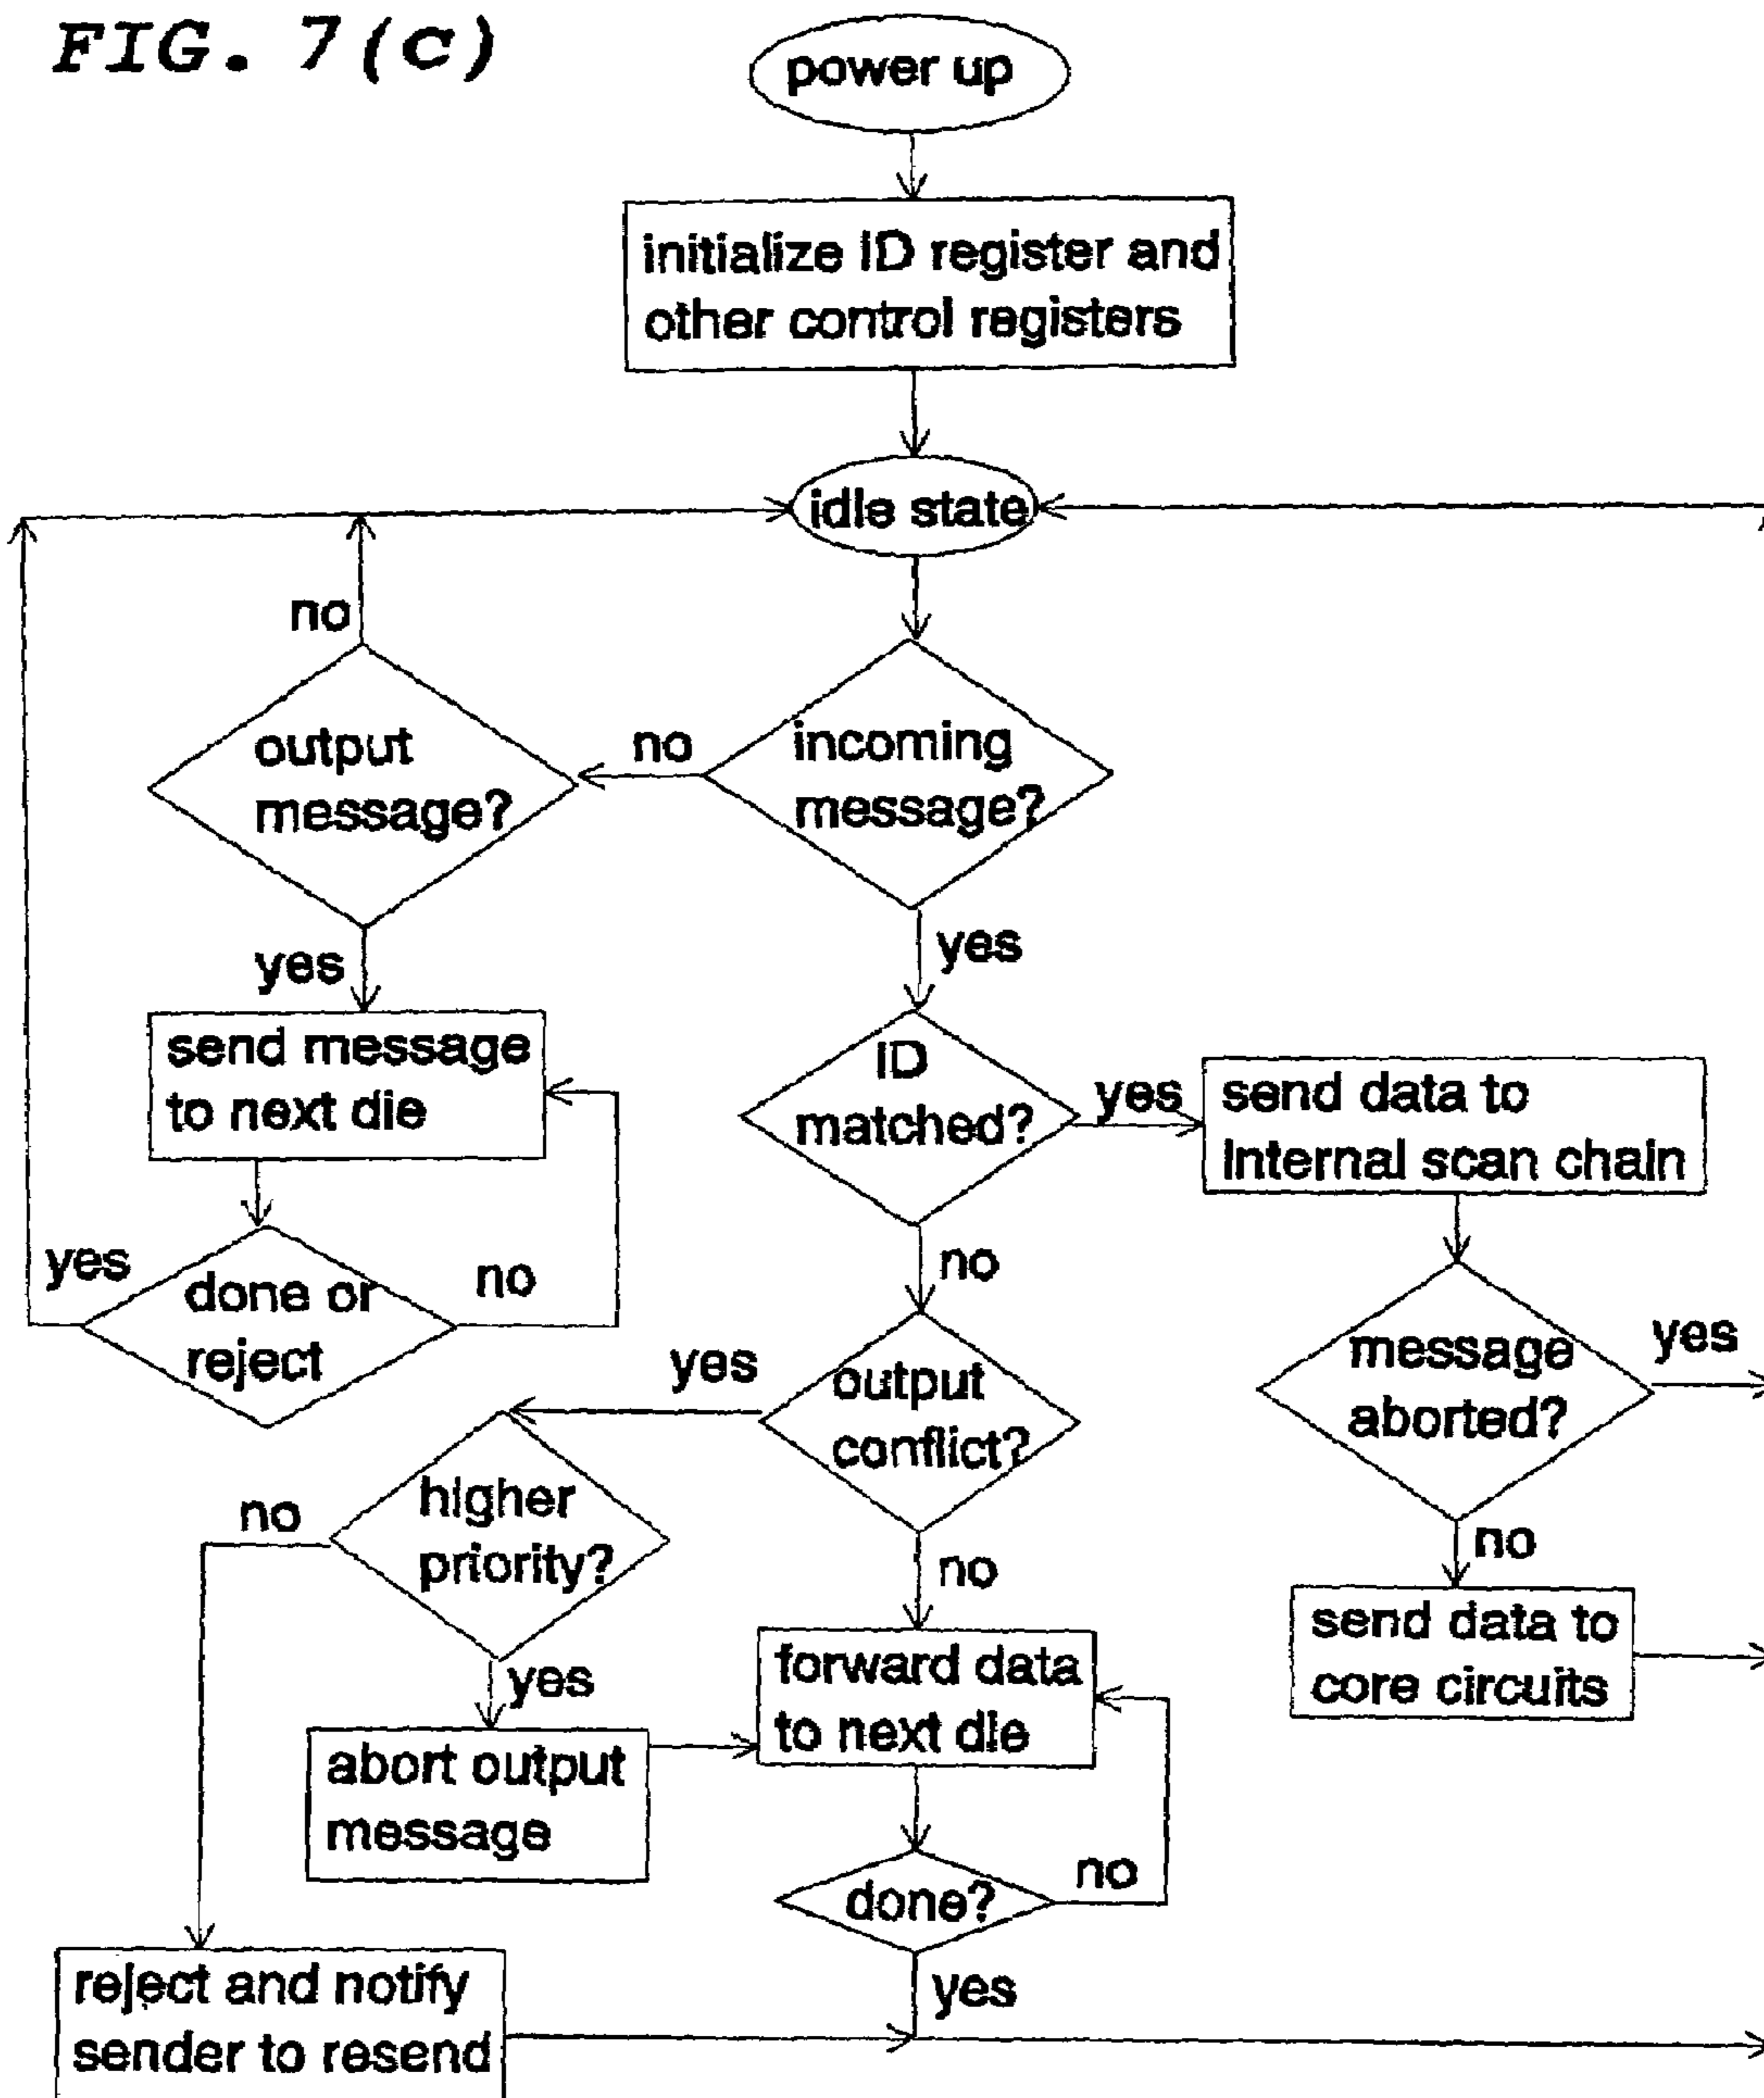 FIG. 7(c)
power up
initialize ID register and
other control registers
idle state
no
output
message?
no
incoming
message?
yes
yes
send message
to next die
ID
matched?
yes
send data to
internal scan chain
yes
done or
reject
no
no
yes
output
conflict?
message
aborted?
yes
no
higher
priority?
no
no
yes
forward data
to next die
send data to
core circuits
abort output
message
done?
no
reject and notify
sender to resend
yes